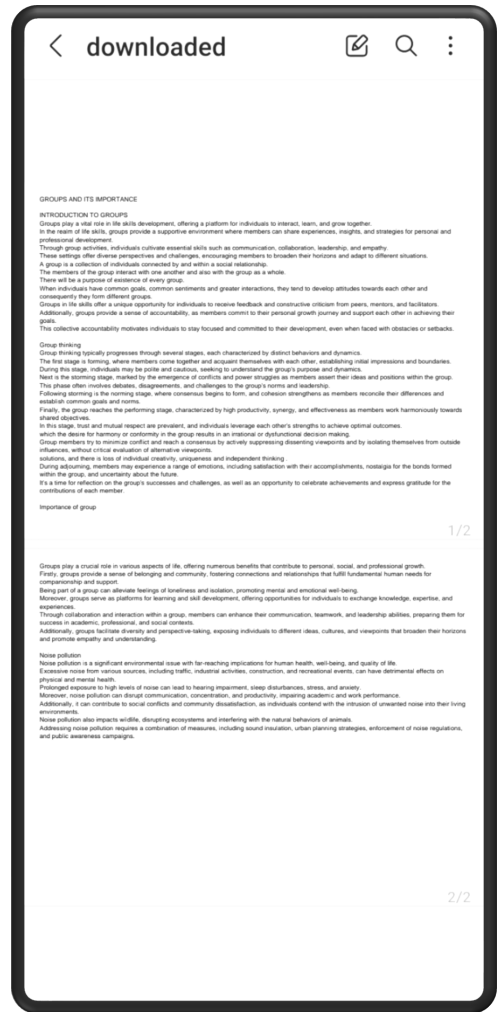 downloaded
GROUPS AND ITS IMPORTANCE
INTRODUCTION TO GROUPS
Groups play a vital role in life skills development, offering a platform for individuals to interact, learn, and grow together.
In the realm of life skills, groups provide a supportive environment where members can share experiences, insights, and strategies for personal and
professional development.
Through group activities, individuals cultivate essential skills such as communication, collaboration, leadership, and empathy.
These settings offer diverse perspectives and challenges, encouraging members to broaden their horizons and adapt to different situations.
A group is a collection of individuals connected by and within a social relationship.
The members of the group interact with one another and also with the group as a whole.
There will be a purpose of existence of every group.
When individuals have common goals, common sentiments and greater interactions, they tend to develop attitudes towards each other and
consequently they form different groups.
Groups in life skills offer a unique opportunity for individuals to receive feedback and constructive criticism from peers, mentors, and facilitators.
Additionally, groups provide a sense of accountability, as members commit to their personal growth journey and support each other in achieving their
goals.
This collective accountability motivates individuals to stay focused and committed to their development, even when faced with obstacles or setbacks.
Group thinking
Group thinking typically progresses through several stages, each characterized by distinct behaviors and dynamics.
The first stage is forming, where members come together and acquaint themselves with each other, establishing initial impressions and boundaries.
During this stage, individuals may be polite and cautious, seeking to understand the group's purpose and dynamics.
Next is the storming stage, marked by the emergence of conflicts and power struggles as members assert their ideas and positions within the group.
This phase often involves debates, disagreements, and challenges to the group's norms and leadership.
Following storming is the norming stage, where consensus begins to form, and cohesion strengthens as members reconcile their differences and
establish common goals and norms.
Finally, the group reaches the performing stage, characterized by high productivity, synergy, and effectiveness as members work harmoniously towards
shared objectives.
In this stage, trust and mutual respect are prevalent, and individuals leverage each other's strengths to achieve optimal outcomes.
which the desire for harmony or conformity in the group results in an irrational or dysfunctional decision making.
Group members try to minimize conflict and reach a consensus by actively suppressing dissenting viewpoints and by isolating themselves from outside
influences, without critical evaluation of alternative viewpoints.
solutions, and there is loss of individual creativity, uniqueness and independent thinking .
During adjourning, members may experience a range of emotions, including satisfaction with their accomplishments, nostalgia for the bonds formed
within the group, and uncertainty about the future.
It's a time for reflection on the group's successes and challenges, as well as an opportunity to celebrate achievements and express gratitude for the
contributions of each member.
Importance of group
1/2
Groups play a crucial role in various aspects of life, offering numerous benefits that contribute to personal, social, and professional growth.
Firstly, groups provide a sense of belonging and community, fostering connections and relationships that fulfill fundamental human needs for
companionship and support.
Being part of a group can alleviate feelings of loneliness and isolation, promoting mental and emotional well-being.
Moreover, groups serve as platforms for learning and skill development, offering opportunities for individuals to exchange knowledge, expertise, and
experiences.
Through collaboration and interaction within a group, members can enhance their communication, teamwork, and leadership abilities, preparing them for
success in academic, professional, and social contexts.
Additionally, groups facilitate diversity and perspective-taking, exposing individuals to different ideas, cultures, and viewpoints that broaden their horizons
and promote empathy and understanding.
Noise pollution
Noise pollution is a significant environmental issue with far-reaching implications for human health, well-being, and quality of life.
Excessive noise from various sources, including traffic, industrial activities, construction, and recreational events, can have detrimental effects on
physical and mental health.
Prolonged exposure to high levels of noise can lead to hearing impairment, sleep disturbances, stress, and anxiety.
Moreover, noise pollution can disrupt communication, concentration, and productivity, impairing academic and work performance.
Additionally, it can contribute to social conflicts and community dissatisfaction, as individuals contend with the intrusion of unwanted noise into their living
environments.
Noise pollution also impacts wildlife, disrupting ecosystems and interfering with the natural behaviors of animals.
Addressing noise pollution requires a combination of measures, including sound insulation, urban planning strategies, enforcement of noise regulations,
and public awareness campaigns.
2/2